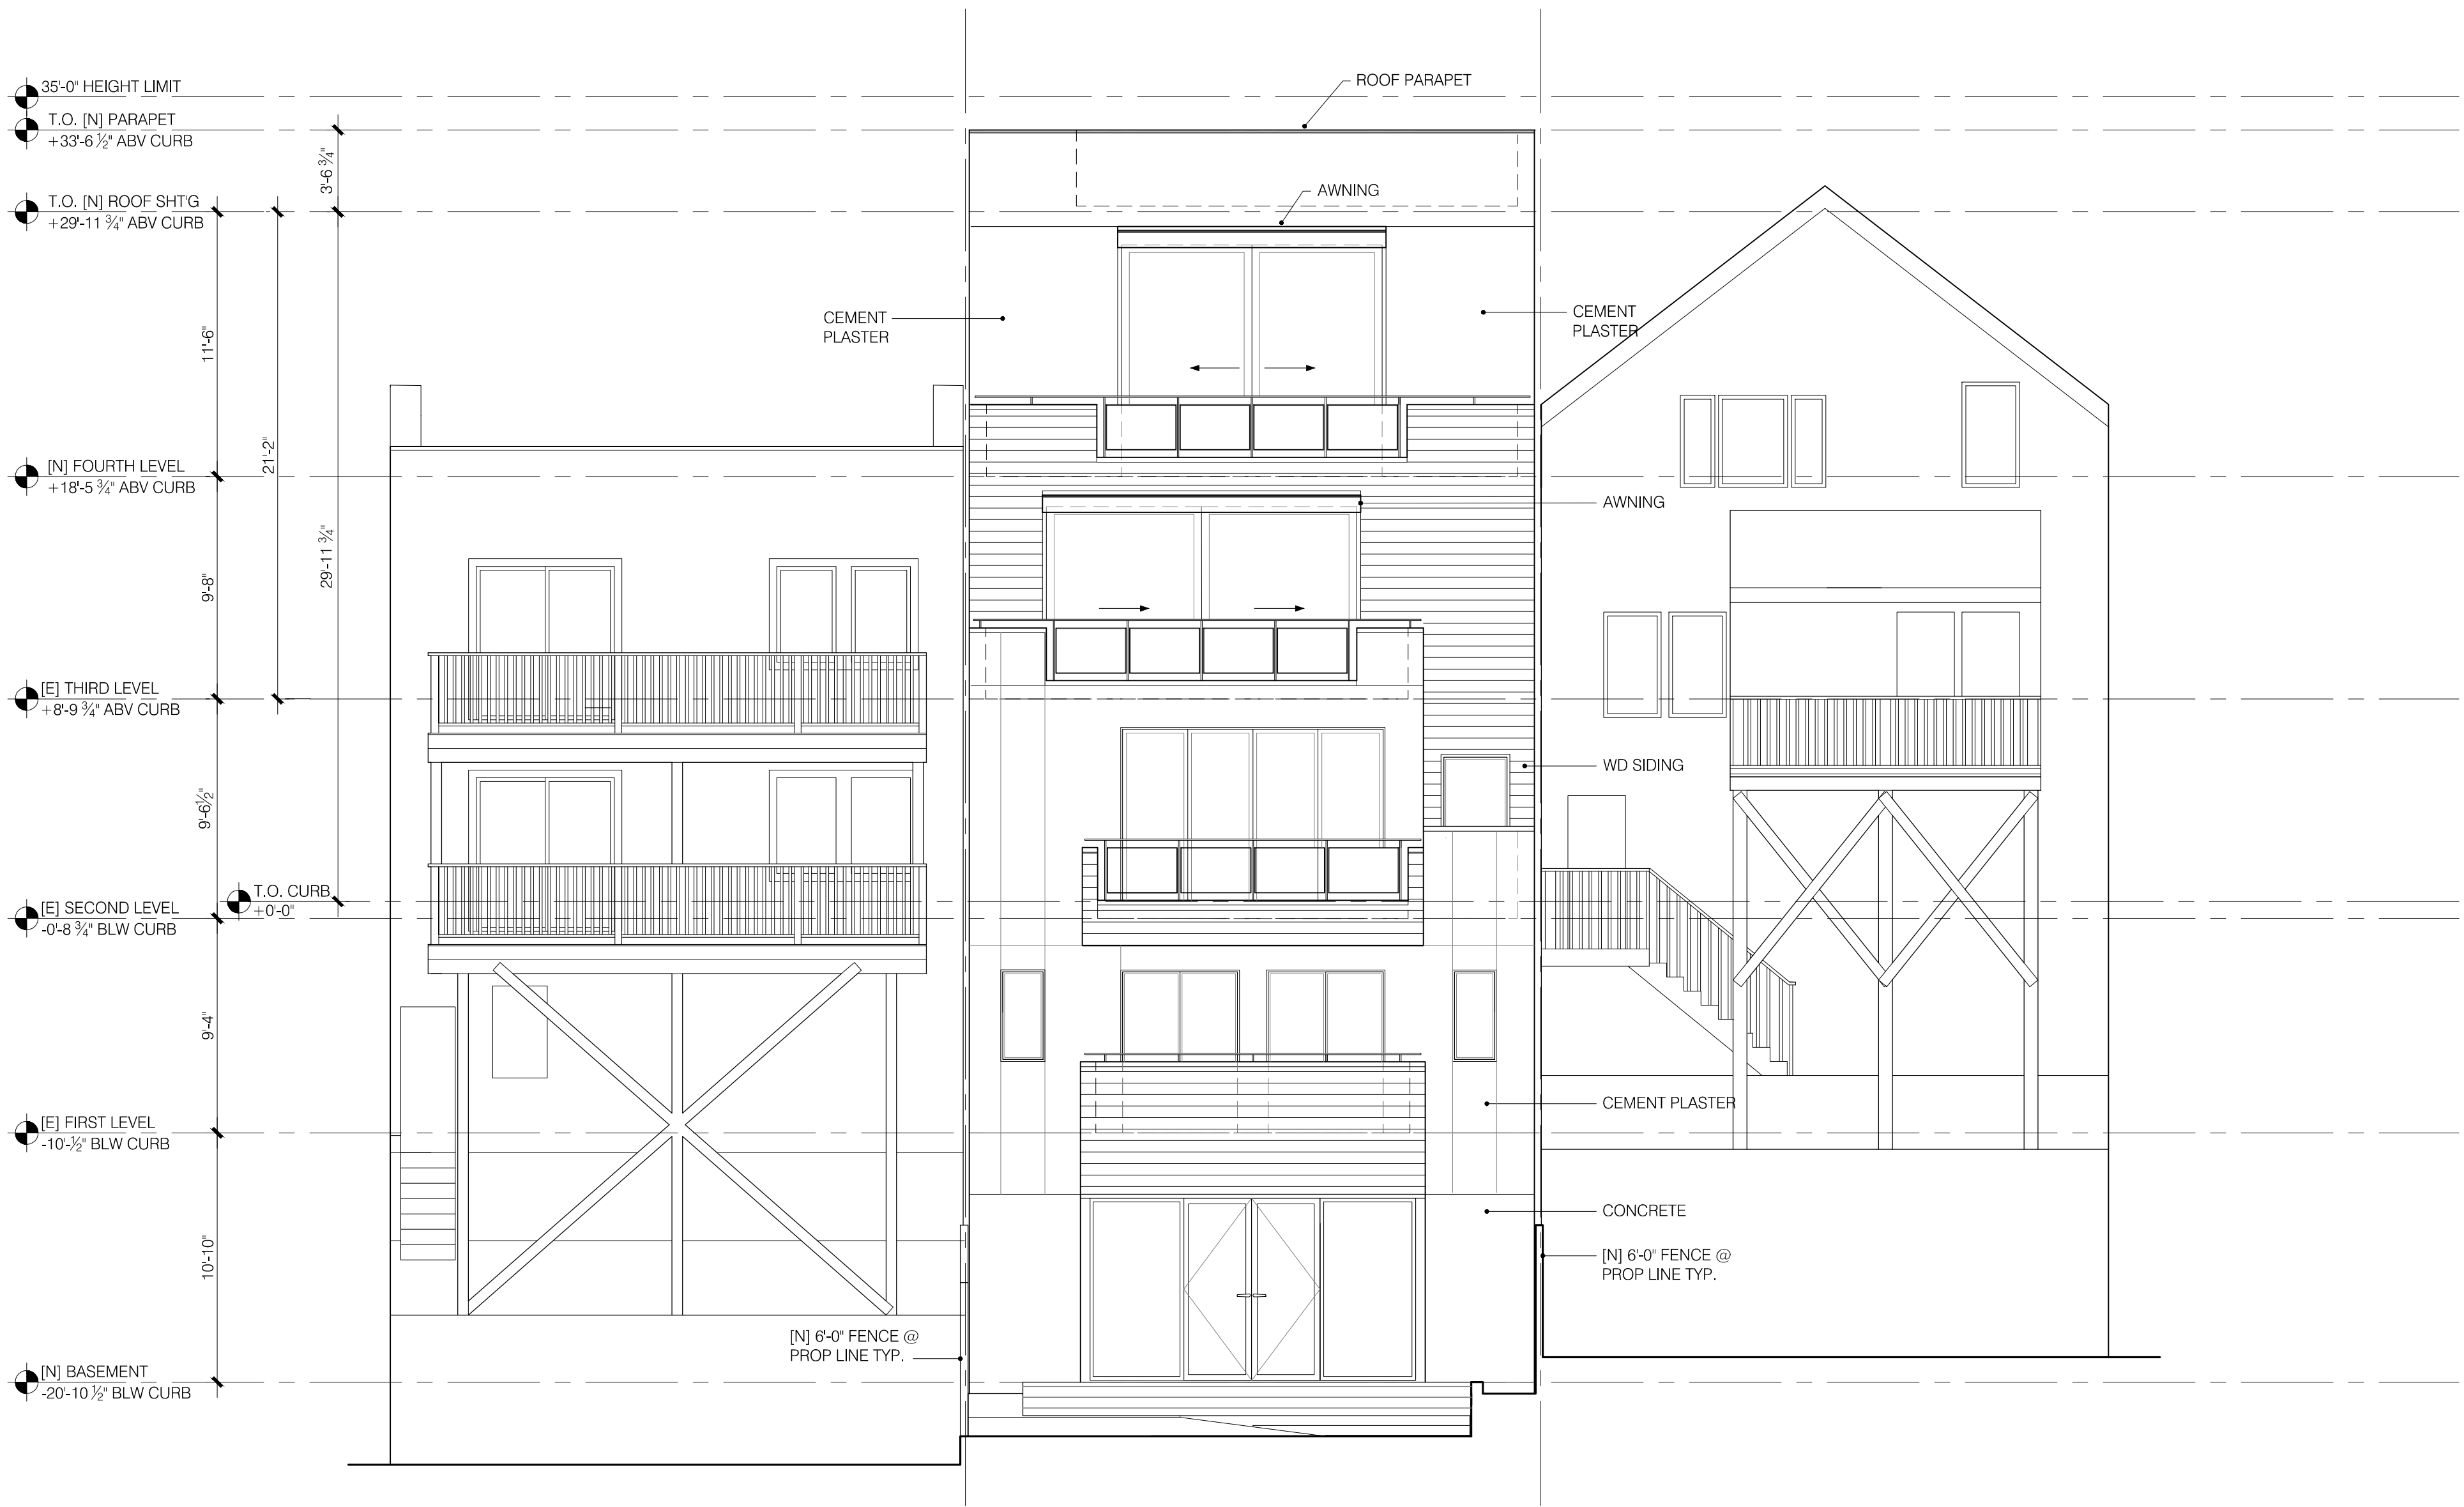 35'-0" HEIGHT LIMIT
T.O. [N] PARAPET
+33'-6 ½" ABV CURB
ROOF PARAPET
3'-6 ¾"
AWNING
T.O. [N] ROOF SHT'G
+29'-11 ¾" ABV CURB
CEMENT
PLASTER
CEMENT
PLASTER
11'-6"
21'-2"
29'-11 ¾"
[N] FOURTH LEVEL
+18'-5 ¾" ABV CURB
AWNING
9'-8"
[E] THIRD LEVEL
+8'-9 ¾" ABV CURB
WD SIDING
9'-6½"
T.O. CURB
+0'-0"
[E] SECOND LEVEL
-0'-8 ¾" BLW CURB
9'-4"
CEMENT PLASTER
[E] FIRST LEVEL
-10'-½" BLW CURB
CONCRETE
10'-10"
[N] 6'-0" FENCE @
PROP LINE TYP.
[N] 6'-0" FENCE @
PROP LINE TYP.
[N] BASEMENT
-20'-10 ½" BLW CURB